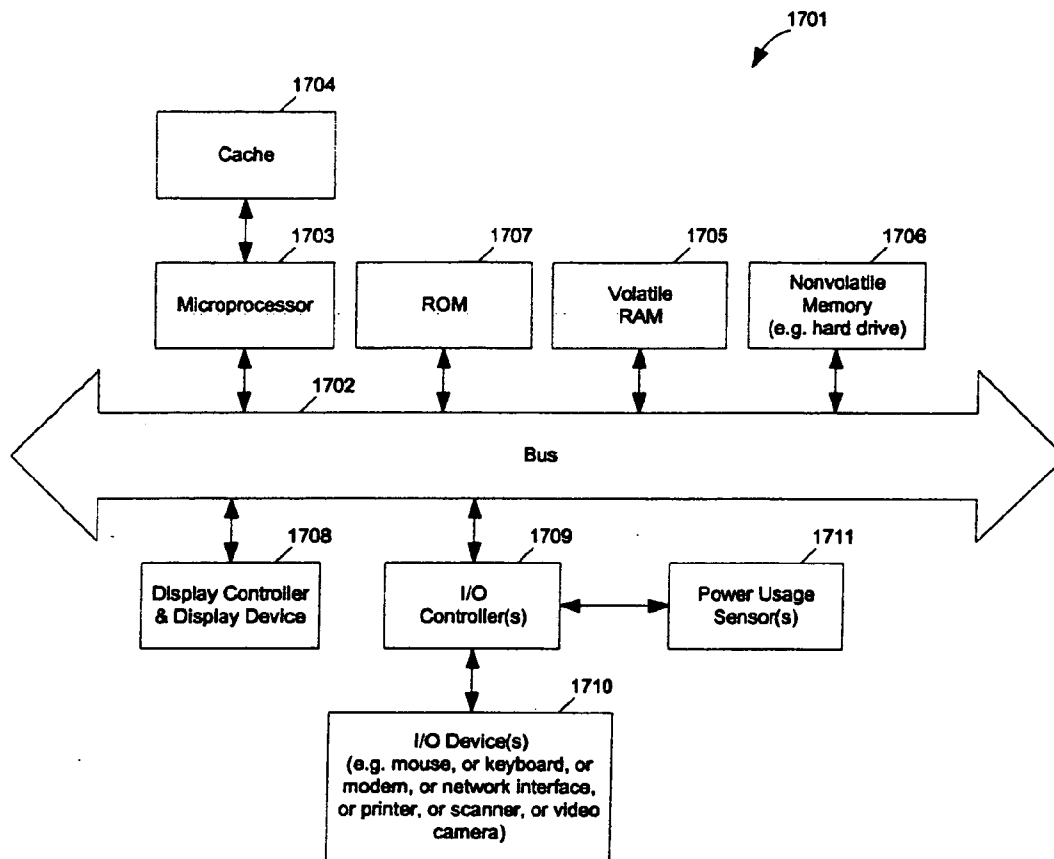 1701
1704
Cache
1703
1707
1705
1706
Microprocessor
ROM
Volatile
RAM
Nonvolatile
Memory
(e.g. hard drive)
1702
Bus
1708
1709
1711
Display Controller
& Display Device
I/O
Controller(s)
Power Usage
Sensor(s)
1710
I/O Device(s)
(e.g. mouse, or keyboard, or
modem, or network interface,
or printer, or scanner, or video
camera)